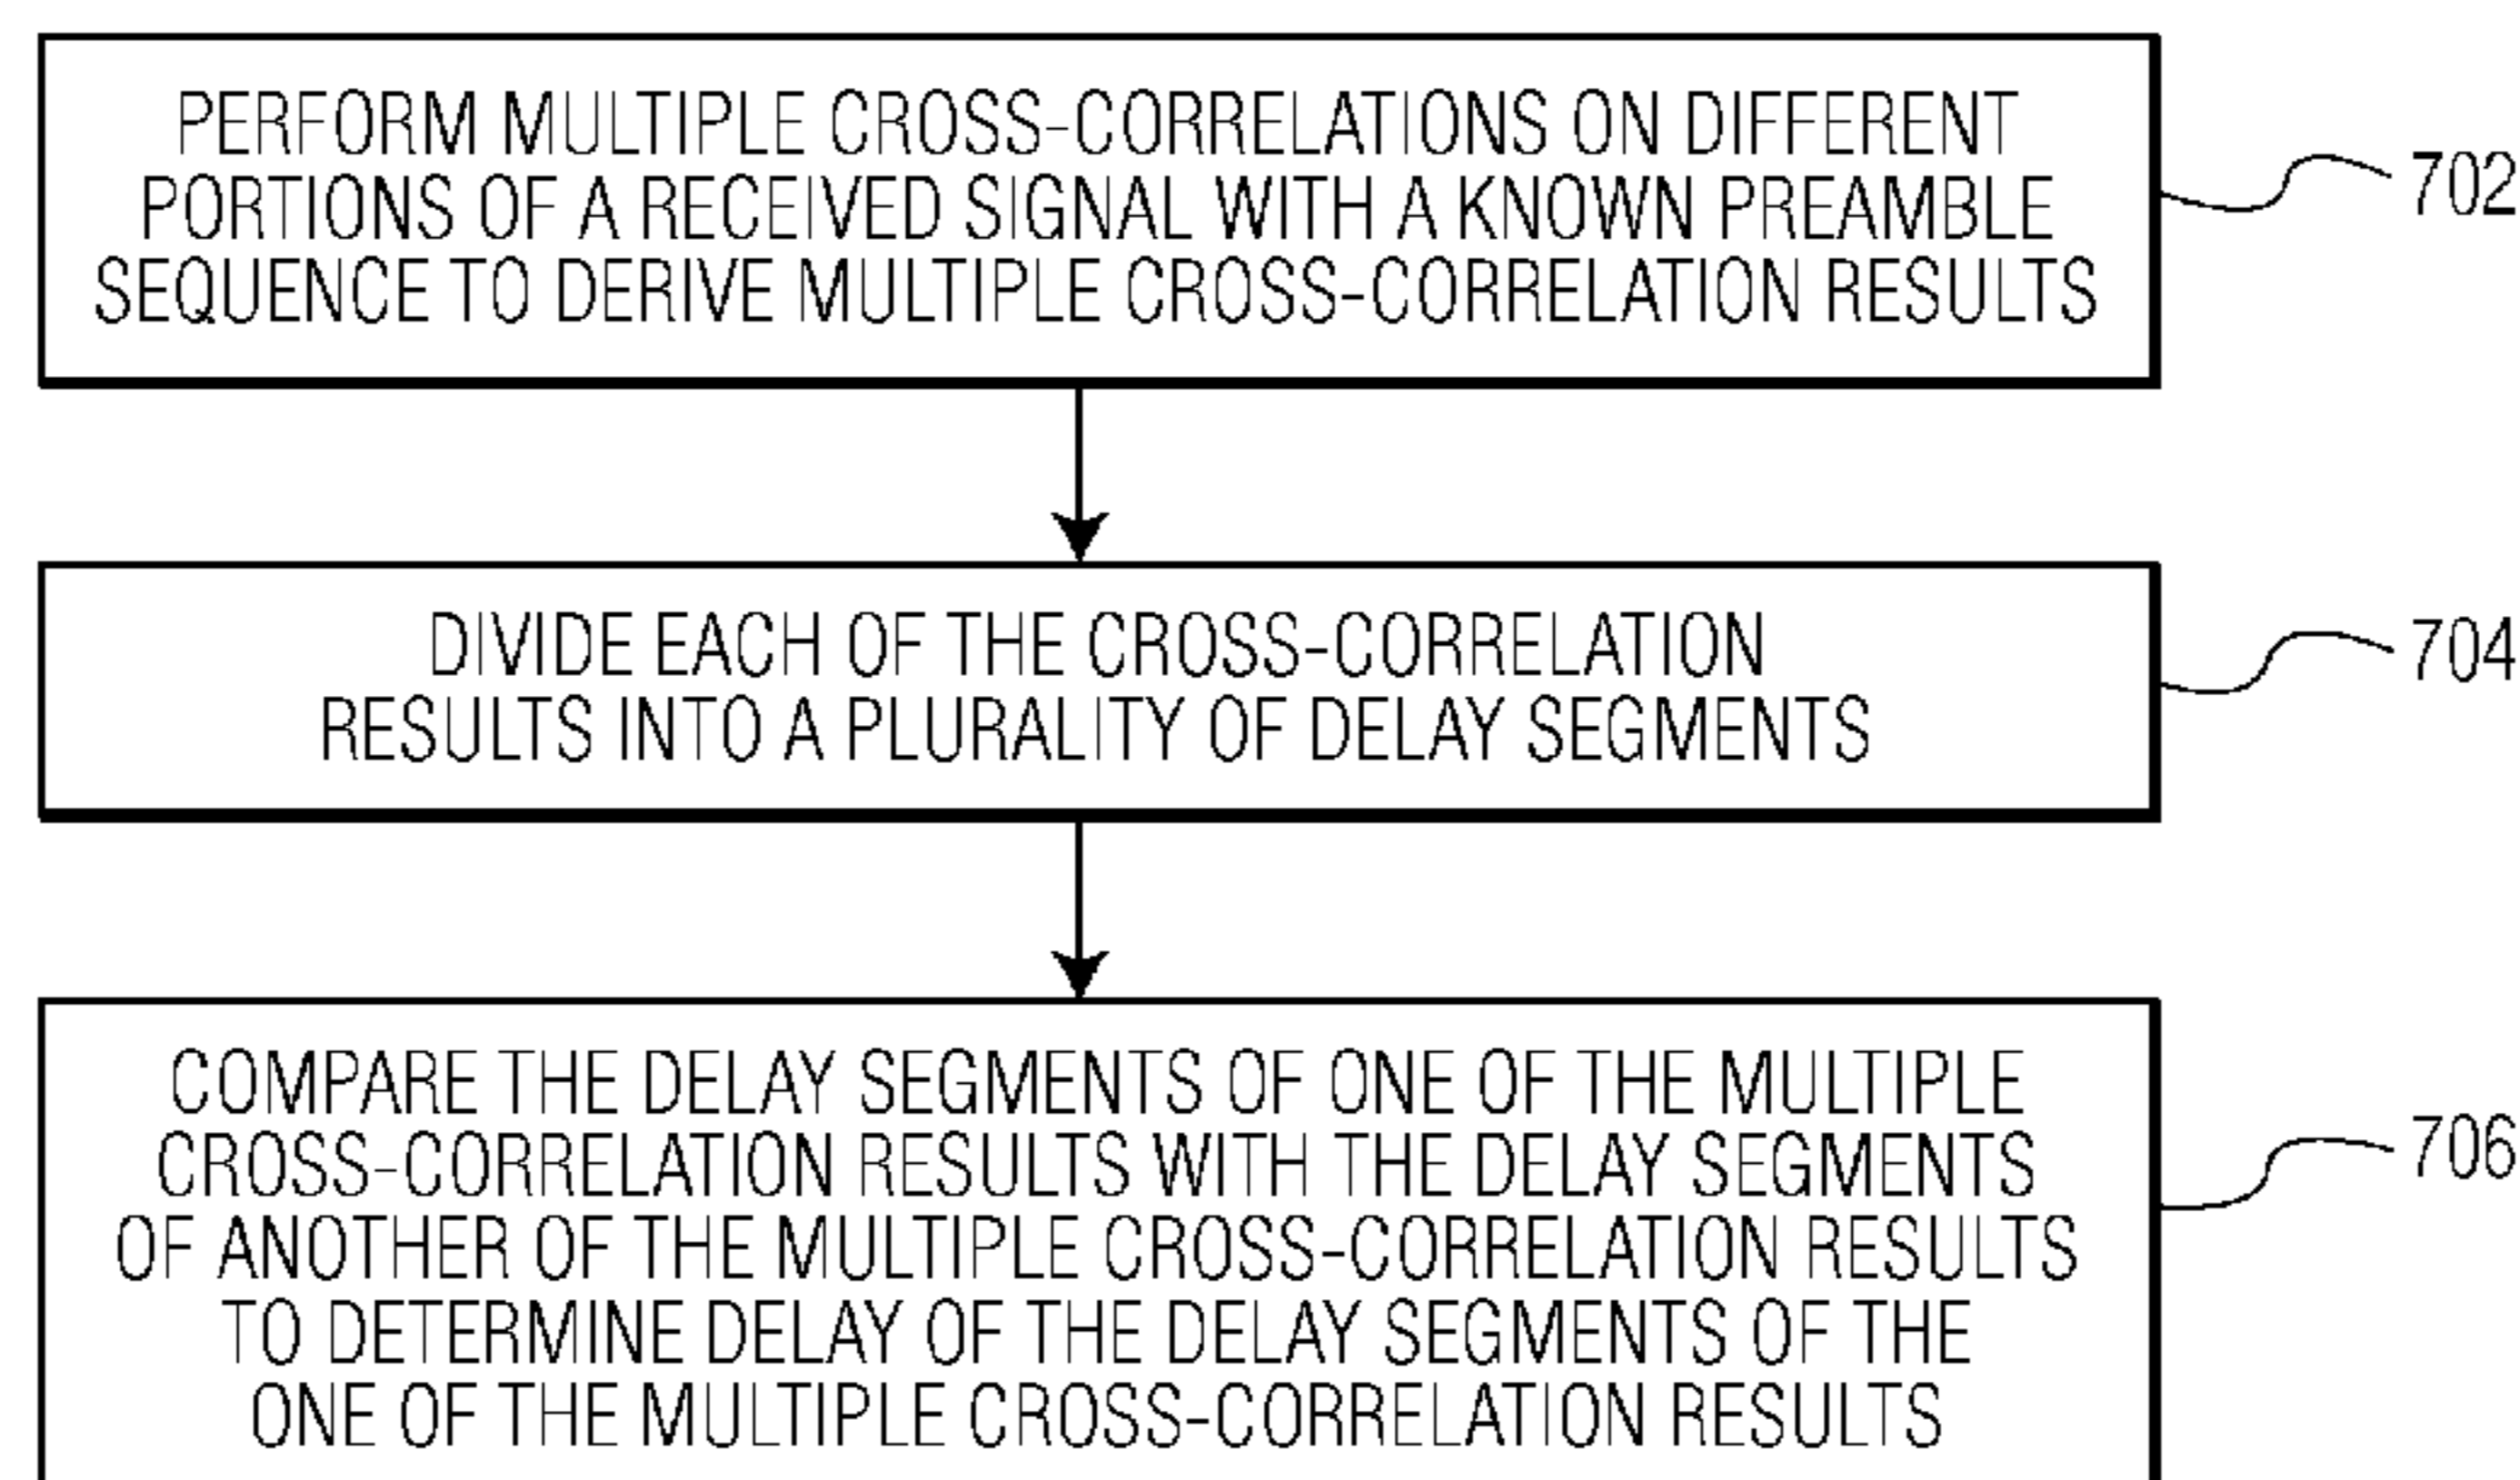 PERFORM MULTIPLE CROSS-CORRELATIONS ON DIFFERENT
PORTIONS OF A RECEIVED SIGNAL WITH A KNOWN PREAMBLE
SEQUENCE TO DERIVE MULTIPLE CROSS-CORRELATION RESULTS
702
DIVIDE EACH OF THE CROSS-CORRELATION
RESULTS INTO A PLURALITY OF DELAY SEGMENTS
704
COMPARE THE DELAY SEGMENTS OF ONE OF THE MULTIPLE
CROSS-CORRELATION RESULTS WITH THE DELAY SEGMENTS
OF ANOTHER OF THE MULTIPLE CROSS-CORRELATION RESULTS
TO DETERMINE DELAY OF THE DELAY SEGMENTS OF THE
ONE OF THE MULTIPLE CROSS-CORRELATION RESULTS
706